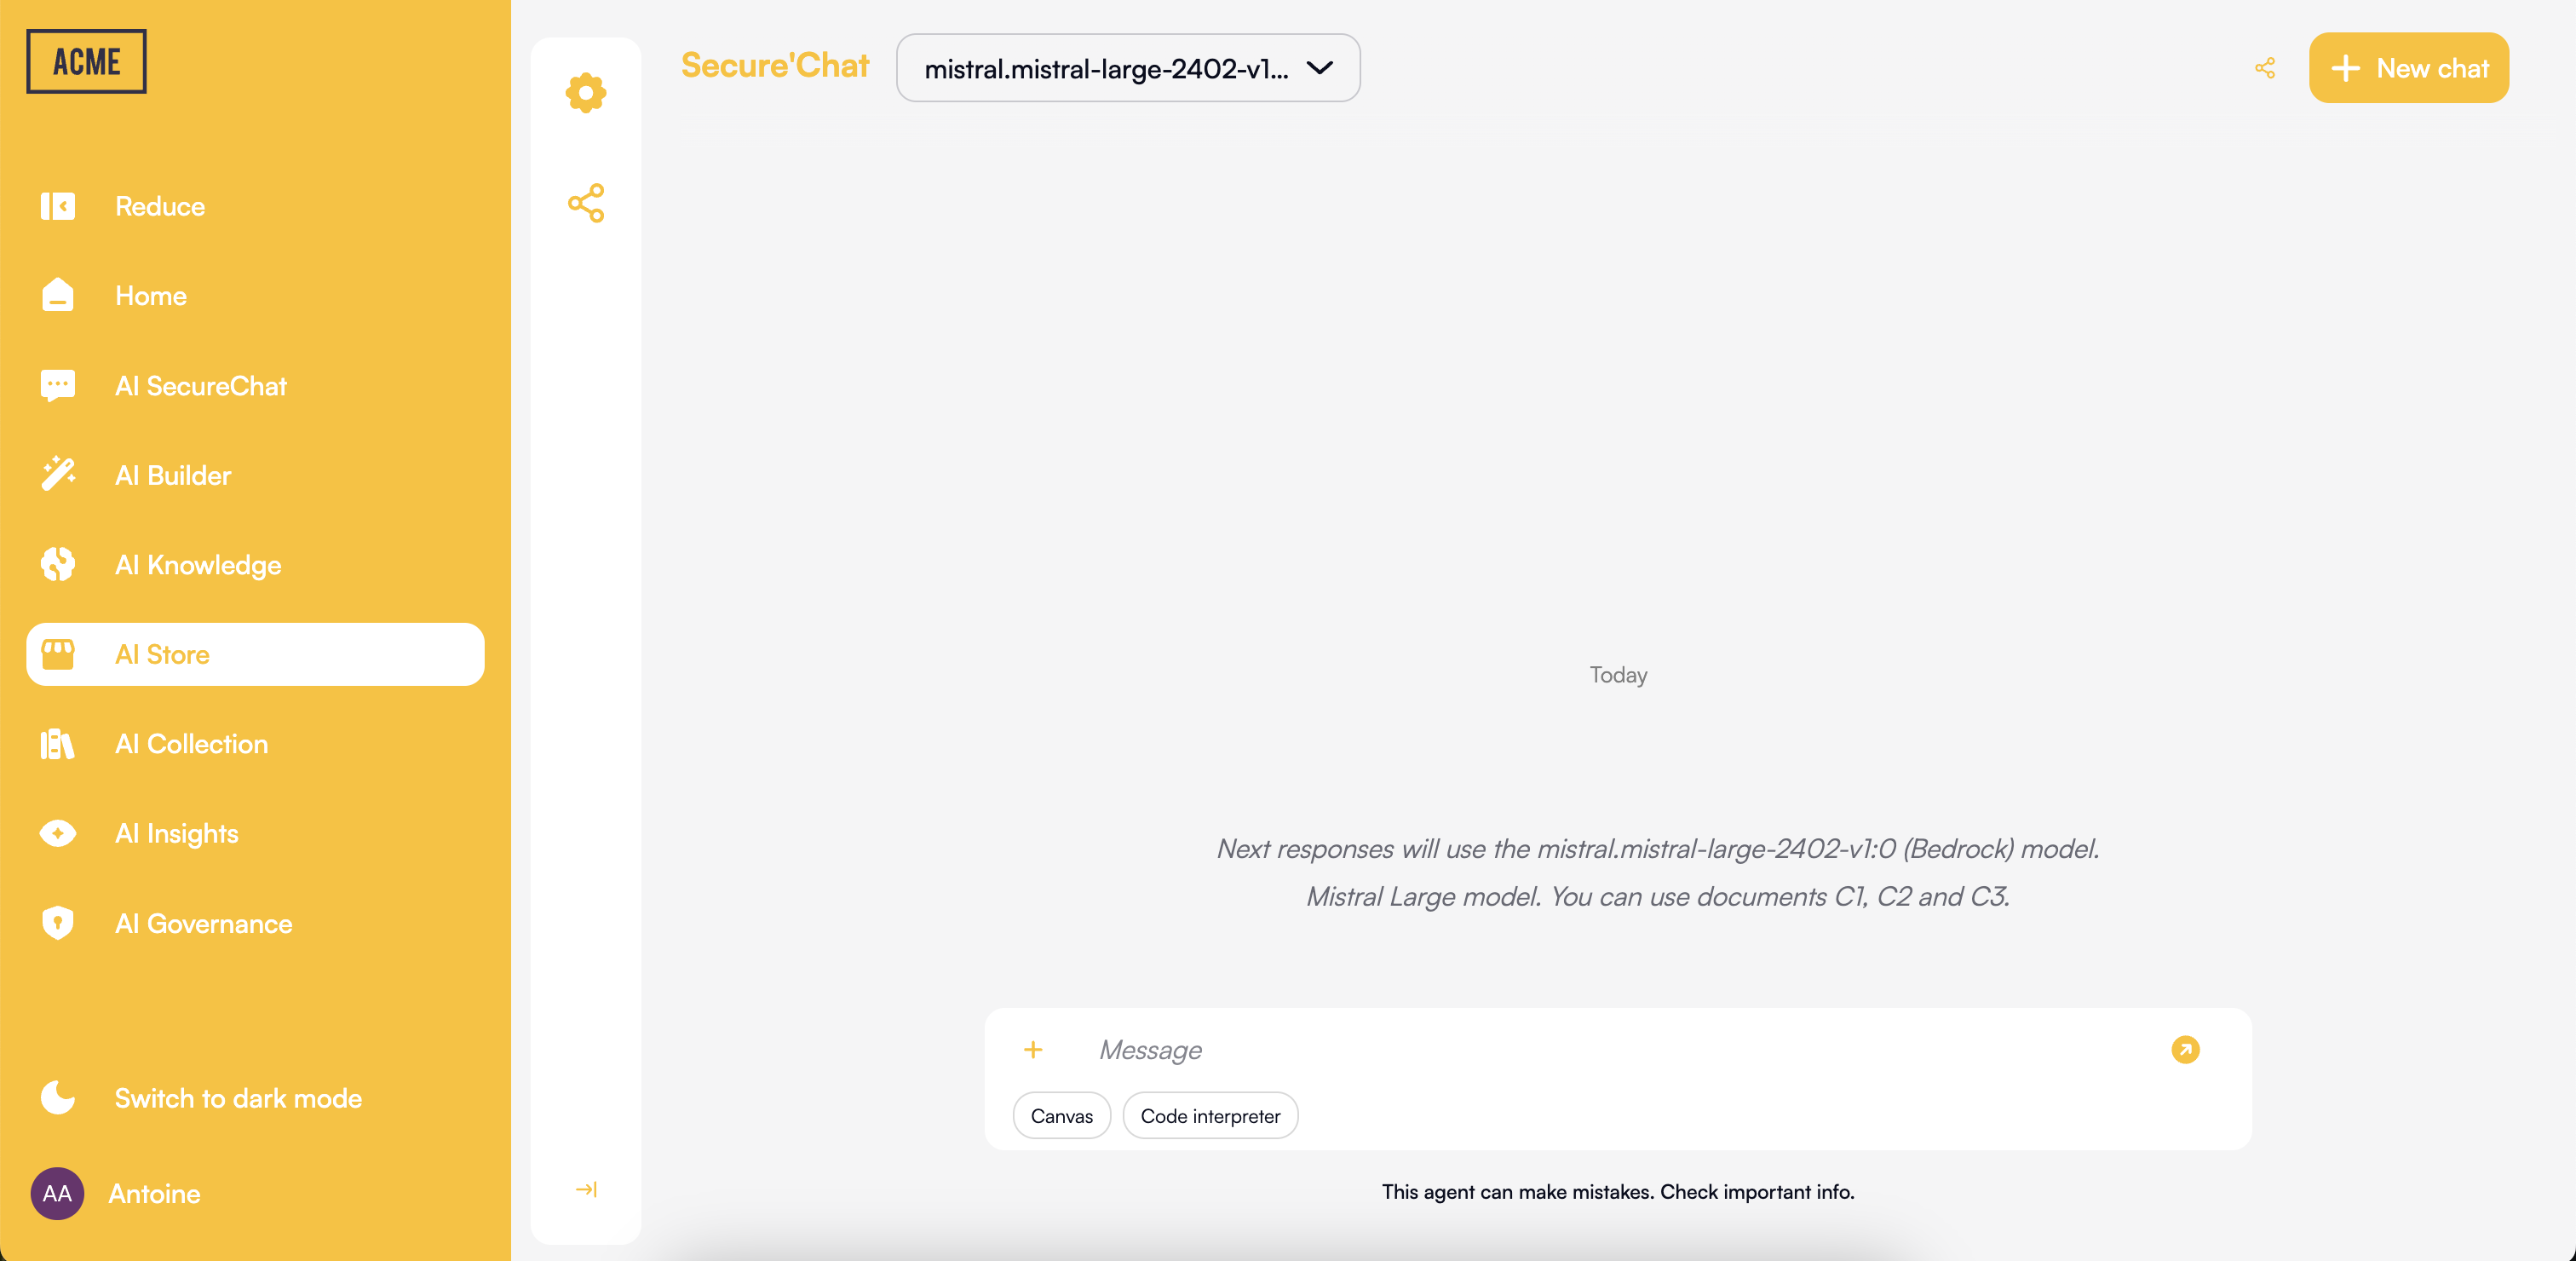 ACME
Reduce
Home
AI SecureChat
AI Builder
AI Knowledge
AI Store
AI Collection
AI Insights
AI Governance
Switch to dark mode
AA
Antoine
Secure'Chat
mistral.mistral-large-2402-v1...
New chat
Today
Next responses will use the mistral.mistral-large-2402-v1:0 (Bedrock) model.
Mistral Large model. You can use documents C1, C2 and C3.
Message
Canvas
Code interpreter
This agent can make mistakes. Check important info.